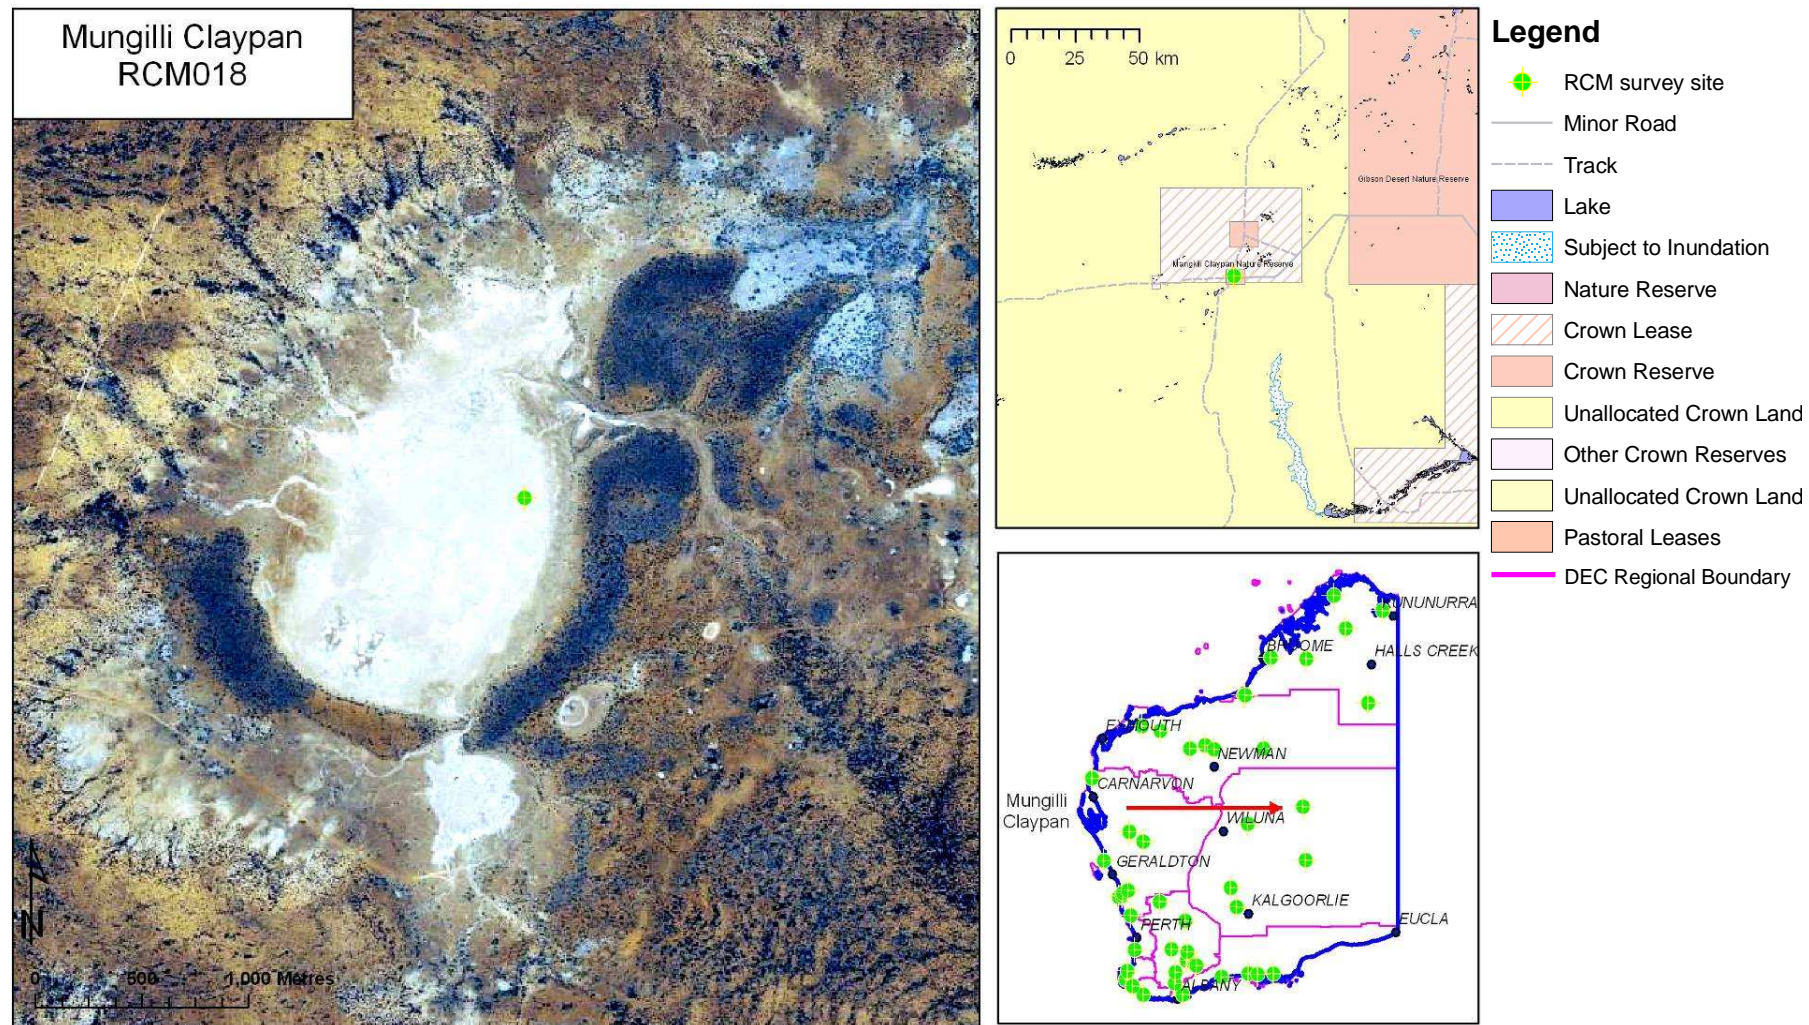 Mungilli Claypan
RCM018
N
0 500 1,000 Metres
0 25 50 km
Gibson Desert Nature Reserve
Mangkili Claypan Nature Reserve
KUNUNURRA
BROOME
HALLS CREEK
EXMOUTH
NEWMAN
CARNARVON
Mungilli
Claypan
WILUNA
GERALDTON
KALGOORLIE
PERTH
EUCLA
ALBANY
Legend
RCM survey site
Minor Road
Track
Lake
Subject to Inundation
Nature Reserve
Crown Lease
Crown Reserve
Unallocated Crown Land
Other Crown Reserves
Unallocated Crown Land
Pastoral Leases
DEC Regional Boundary